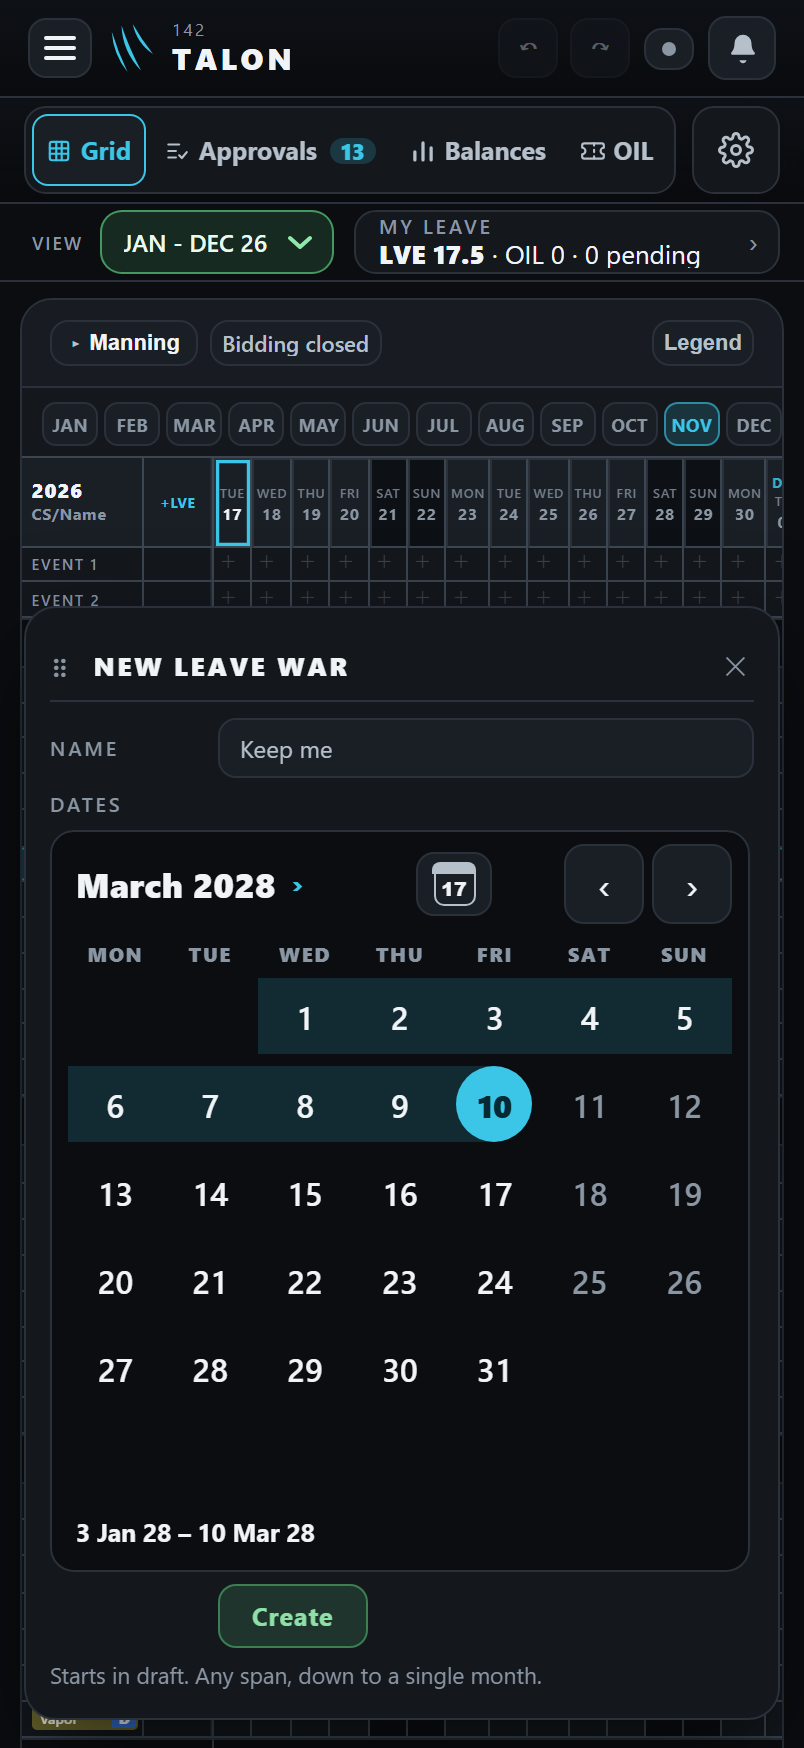 142
TALON
Grid
Approvals 13
Balances
OIL
VIEW
JAN - DEC 26
MY LEAVE
LVE 17.5 · OIL 0 · 0 pending
Manning
Bidding closed
Legend
JAN FEB MAR APR MAY JUN JUL AUG SEP OCT NOV DEC
2026
CS/Name
+LVE
TUE WED THU FRI SAT SUN MON TUE WED THU FRI SAT SUN MON
17 18 19 20 21 22 23 24 25 26 27 28 29 30
EVENT 1
EVENT 2
NEW LEAVE WAR
NAME
Keep me
DATES
March 2028
17
MON TUE WED THU FRI SAT SUN
1 2 3 4 5
6 7 8 9 10 11 12
13 14 15 16 17 18 19
20 21 22 23 24 25 26
27 28 29 30 31
3 Jan 28 – 10 Mar 28
Create
Starts in draft. Any span, down to a single month.
Vapor